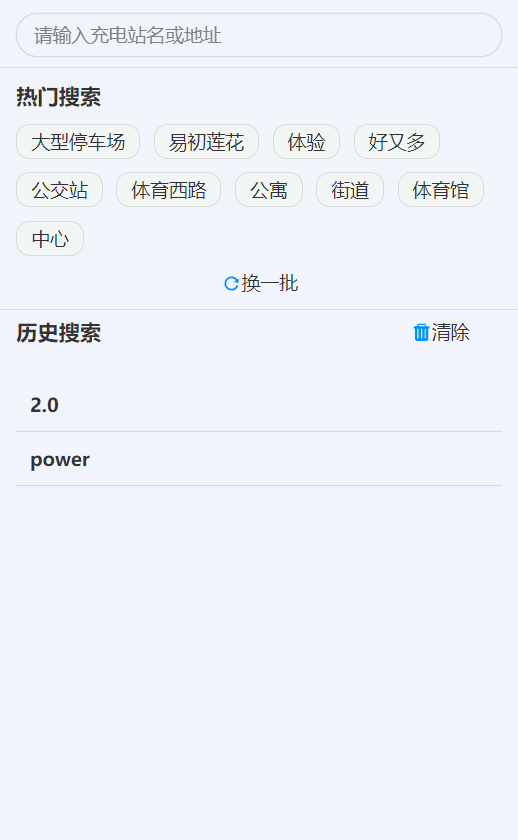 请输入充电站名或地址
热门搜索
大型停车场 易初莲花 体验 好又多
公交站 体育西路 公寓 街道 体育馆
中心
换一批
历史搜索 清除
2.0
power